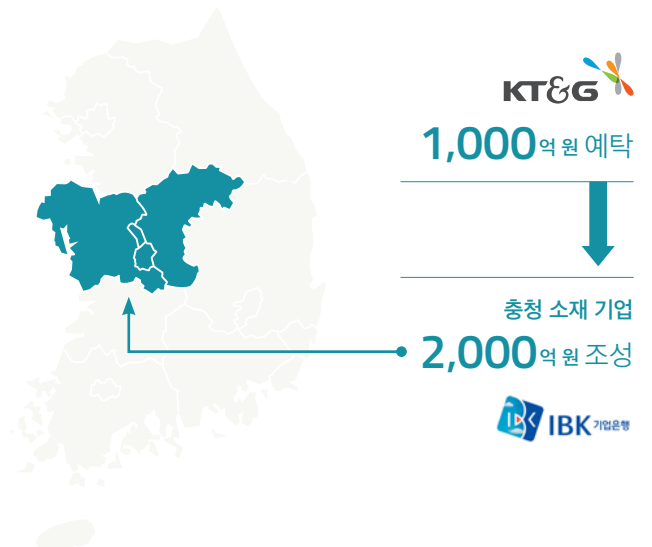 KT&G
1,000억 원 예탁
충청 소재 기업
2,000억 원 조성
IBK 기업은행